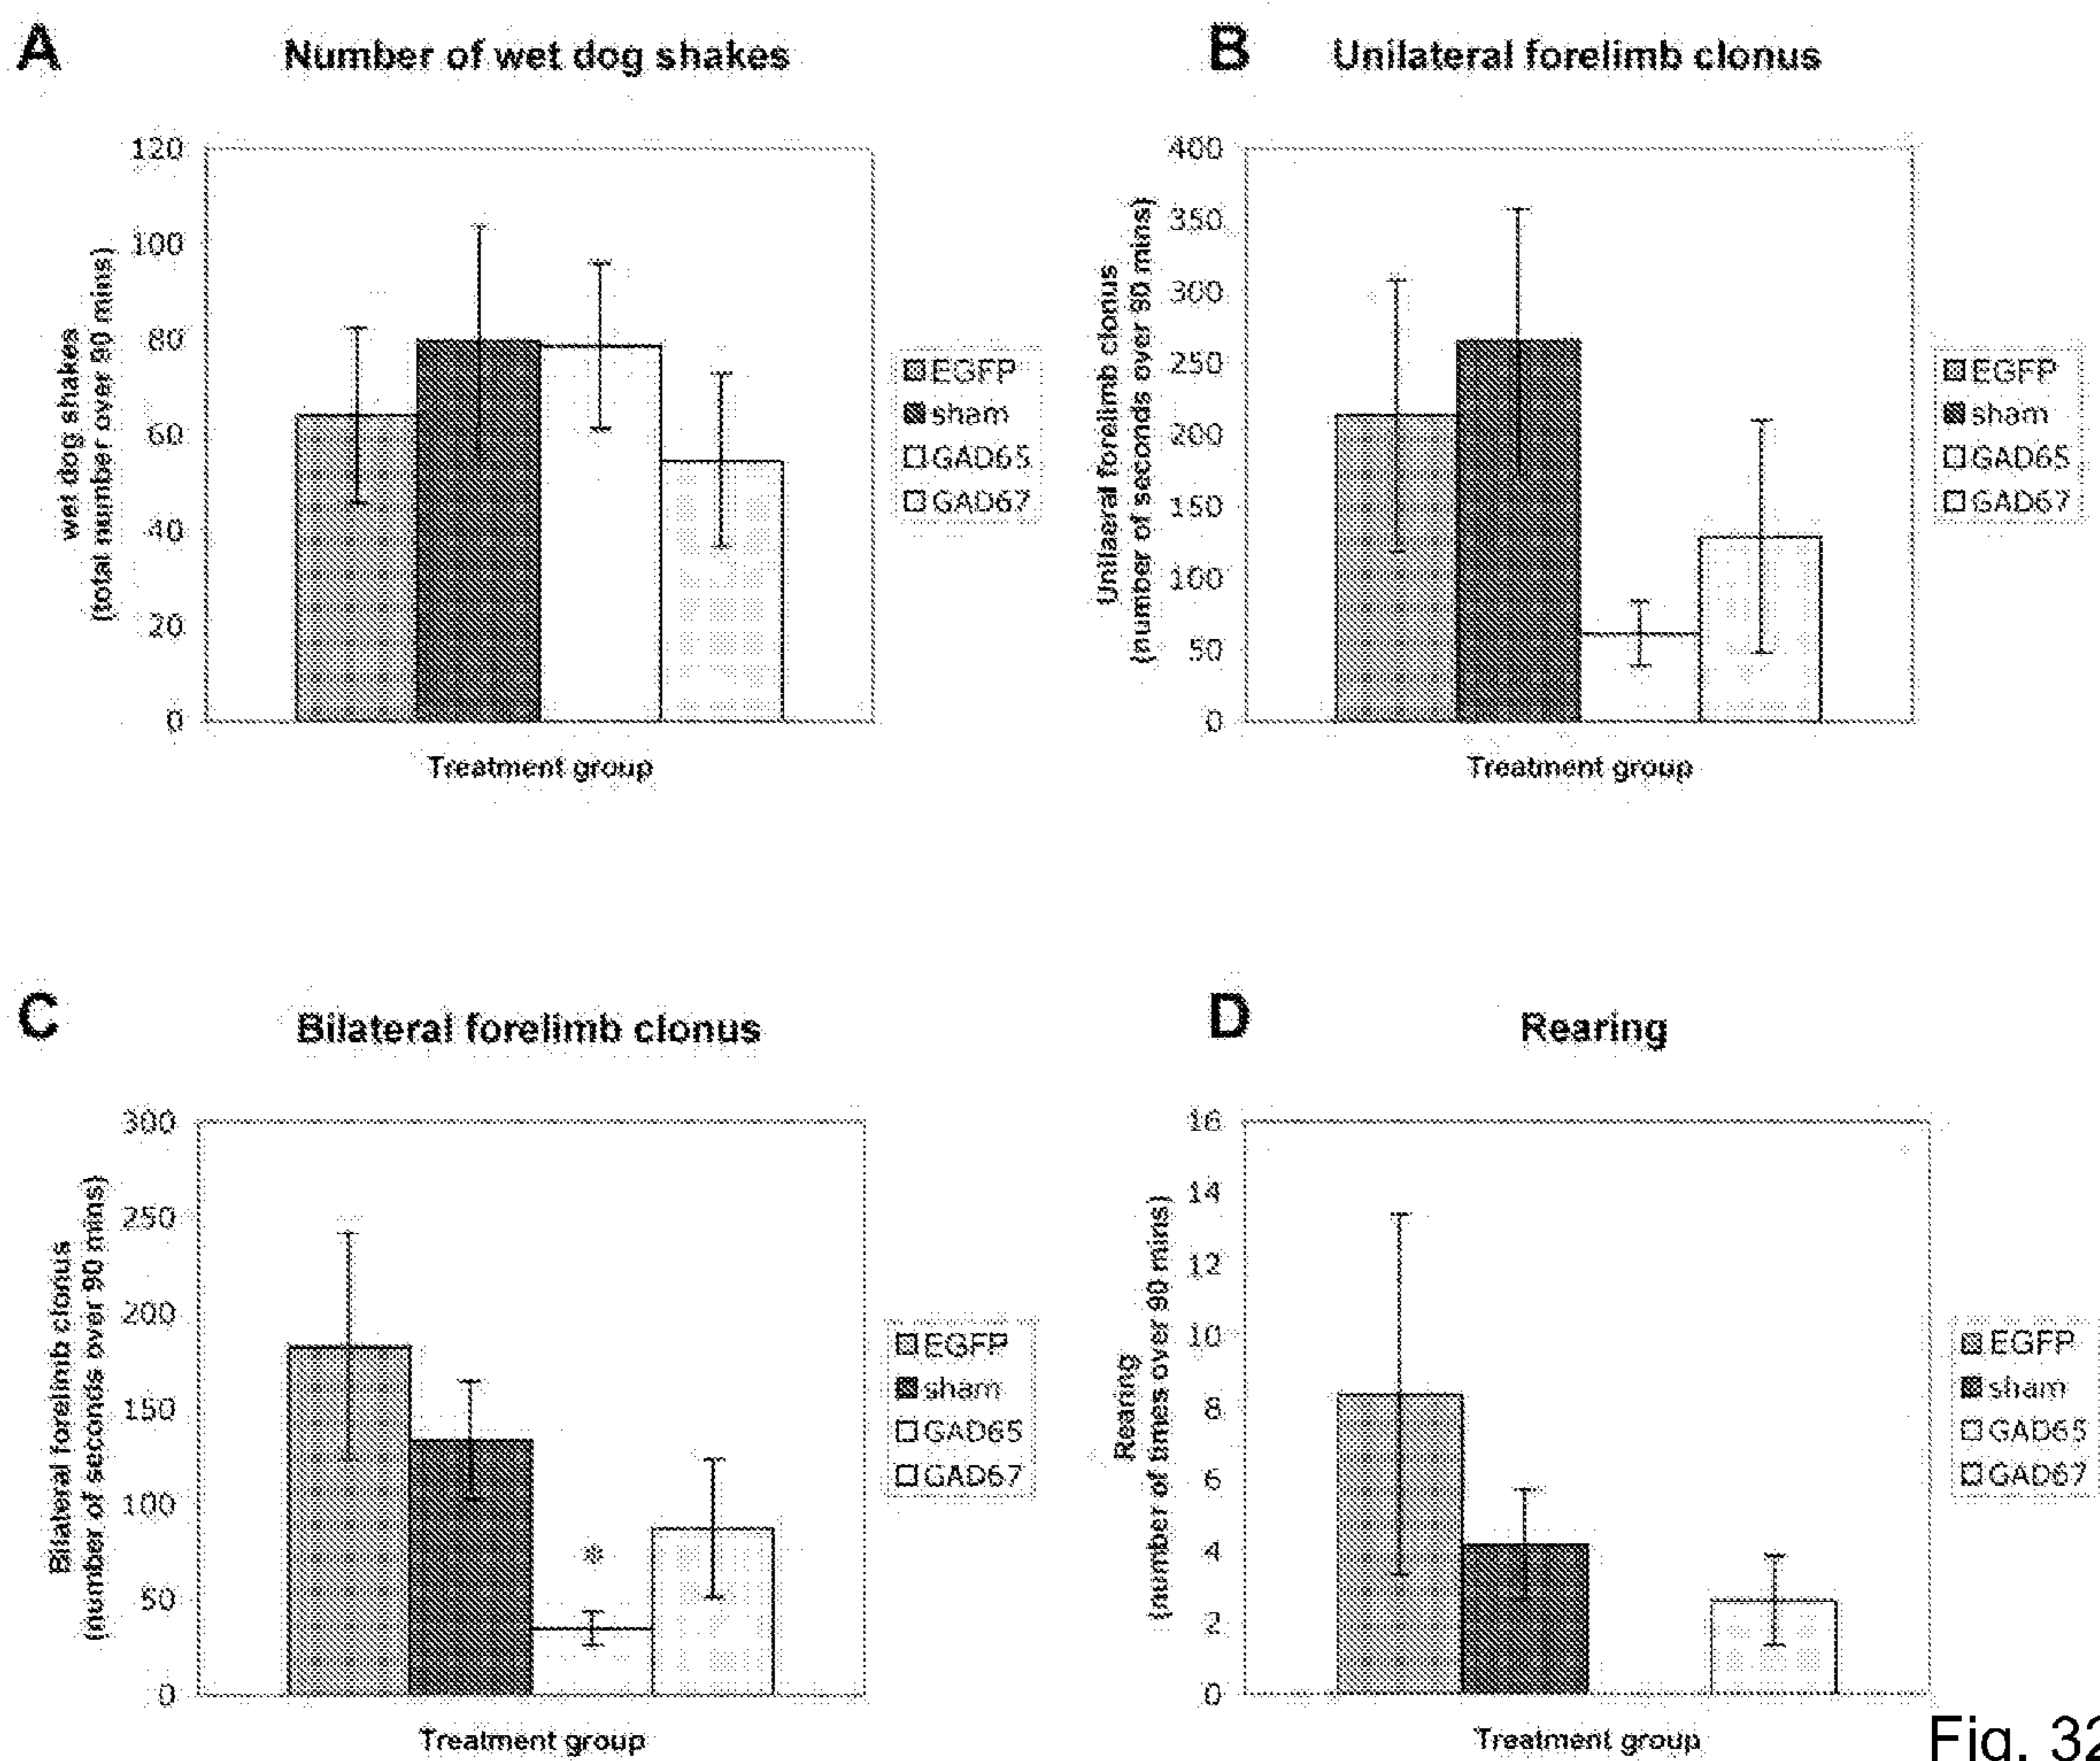 A
Number of wet dog shakes
wet dog shakes
(total number over 90 mins)
120
100
80
60
40
20
0
Treatment group
EGFP
sham
GAD65
GAD67
B
Unilateral forelimb clonus
Unilaeral forelimb clonus
(number of seconds over 90 mins)
400
350
300
250
200
150
100
50
0
Treatment group
EGFP
sham
GAD65
GAD67
C
Bilateral forelimb clonus
Bilateral forelimb clonus
(number of seconds over 90 mins)
300
250
200
150
100
50
0
*
Treatment group
EGFP
sham
GAD65
GAD67
D
Rearing
Rearing
(number of times over 90 mins)
16
14
12
10
8
6
4
2
0
Treatment group
EGFP
sham
GAD65
GAD67
Fig. 32